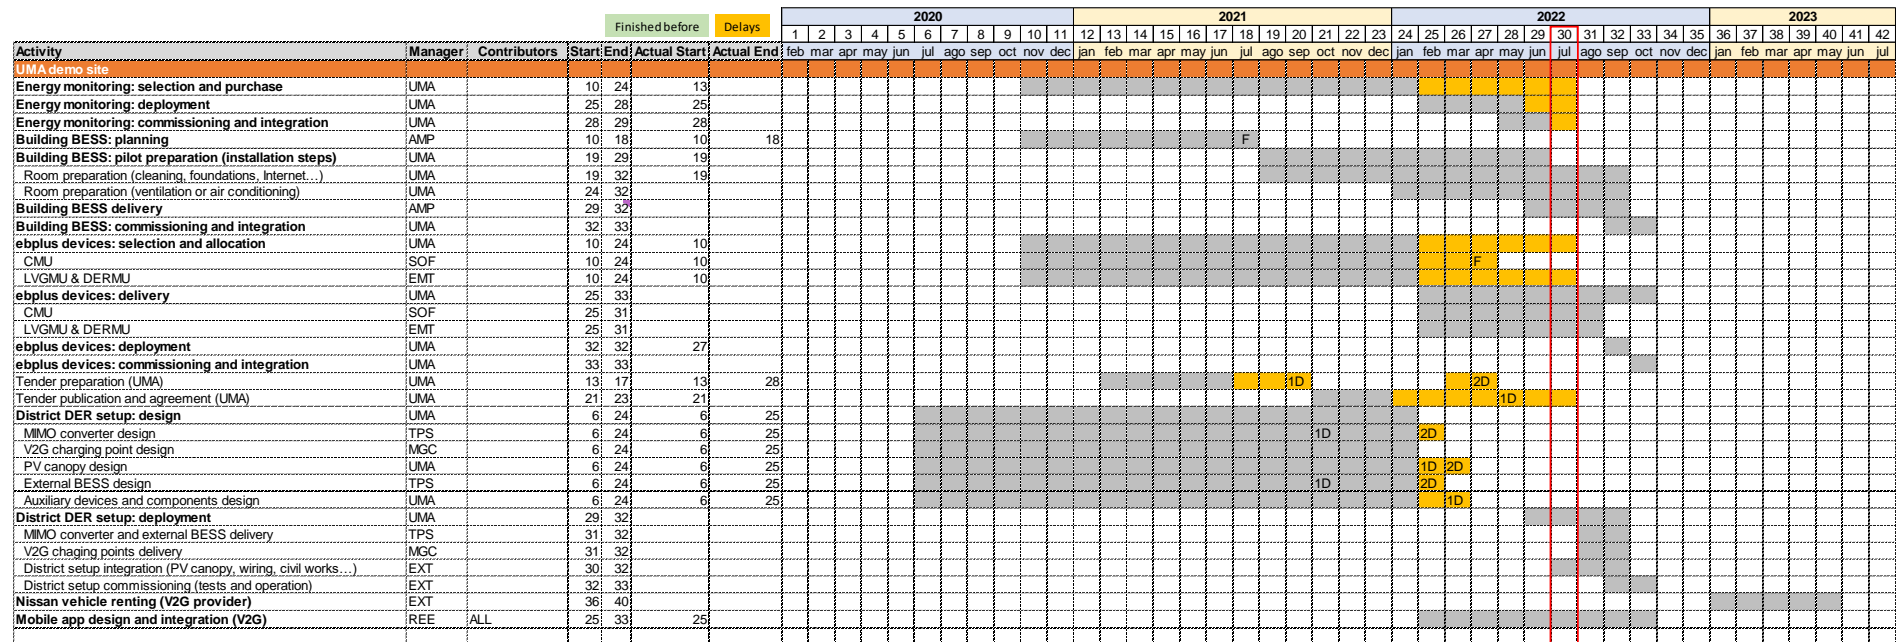 Finished before Delays 2020 2021 2022 2023
1 2 3 4 5 6 7 8 9 10 11 12 13 14 15 16 17 18 19 20 21 22 23 24 25 26 27 28 29 30 31 32 33 34 35 36 37 38 39 40 41 42
Activity Manager Contributors Start End Actual Start Actual End feb mar apr may jun jul ago sep oct nov dec jan feb mar apr may jun jul ago sep oct nov dec jan feb mar apr may jun jul ago sep oct nov dec jan feb mar apr may jun jul
UMA demo site
Energy monitoring: selection and purchase UMA 10 24 13
Energy monitoring: deployment UMA 25 28 25
Energy monitoring: commissioning and integration UMA 28 29 28
Building BESS: planning AMP 10 18 10 18 F
Building BESS: pilot preparation (installation steps) UMA 19 29 19
Room preparation (cleaning, foundations, Internet…) UMA 19 32 19
Room preparation (ventilation or air conditioning) UMA 24 32
Building BESS delivery AMP 29 32
Building BESS: commissioning and integration UMA 32 33
ebplus devices: selection and allocation UMA 10 24 10
CMU SOF 10 24 10 F
LVGMU & DERMU EMT 10 24 10
ebplus devices: delivery UMA 25 33
CMU SOF 25 31
LVGMU & DERMU EMT 25 31
ebplus devices: deployment UMA 32 32 27
ebplus devices: commissioning and integration UMA 33 33
Tender preparation (UMA) UMA 13 17 13 28 1D 2D
Tender publication and agreement (UMA) UMA 21 23 21 1D
District DER setup: design UMA 6 24 6 25
MIMO converter design TPS 6 24 6 25 1D 2D
V2G charging point design MGC 6 24 6 25
PV canopy design UMA 6 24 6 25 1D 2D
External BESS design TPS 6 24 6 25 1D 2D
Auxiliary devices and components design UMA 6 24 6 25 1D
District DER setup: deployment UMA 29 32
MIMO converter and external BESS delivery TPS 31 32
V2G chaging points delivery MGC 31 32
District setup integration (PV canopy, wiring, civil works…) EXT 30 32
District setup commissioning (tests and operation) EXT 32 33
Nissan vehicle renting (V2G provider) EXT 36 40
Mobile app design and integration (V2G) REE ALL 25 33 25